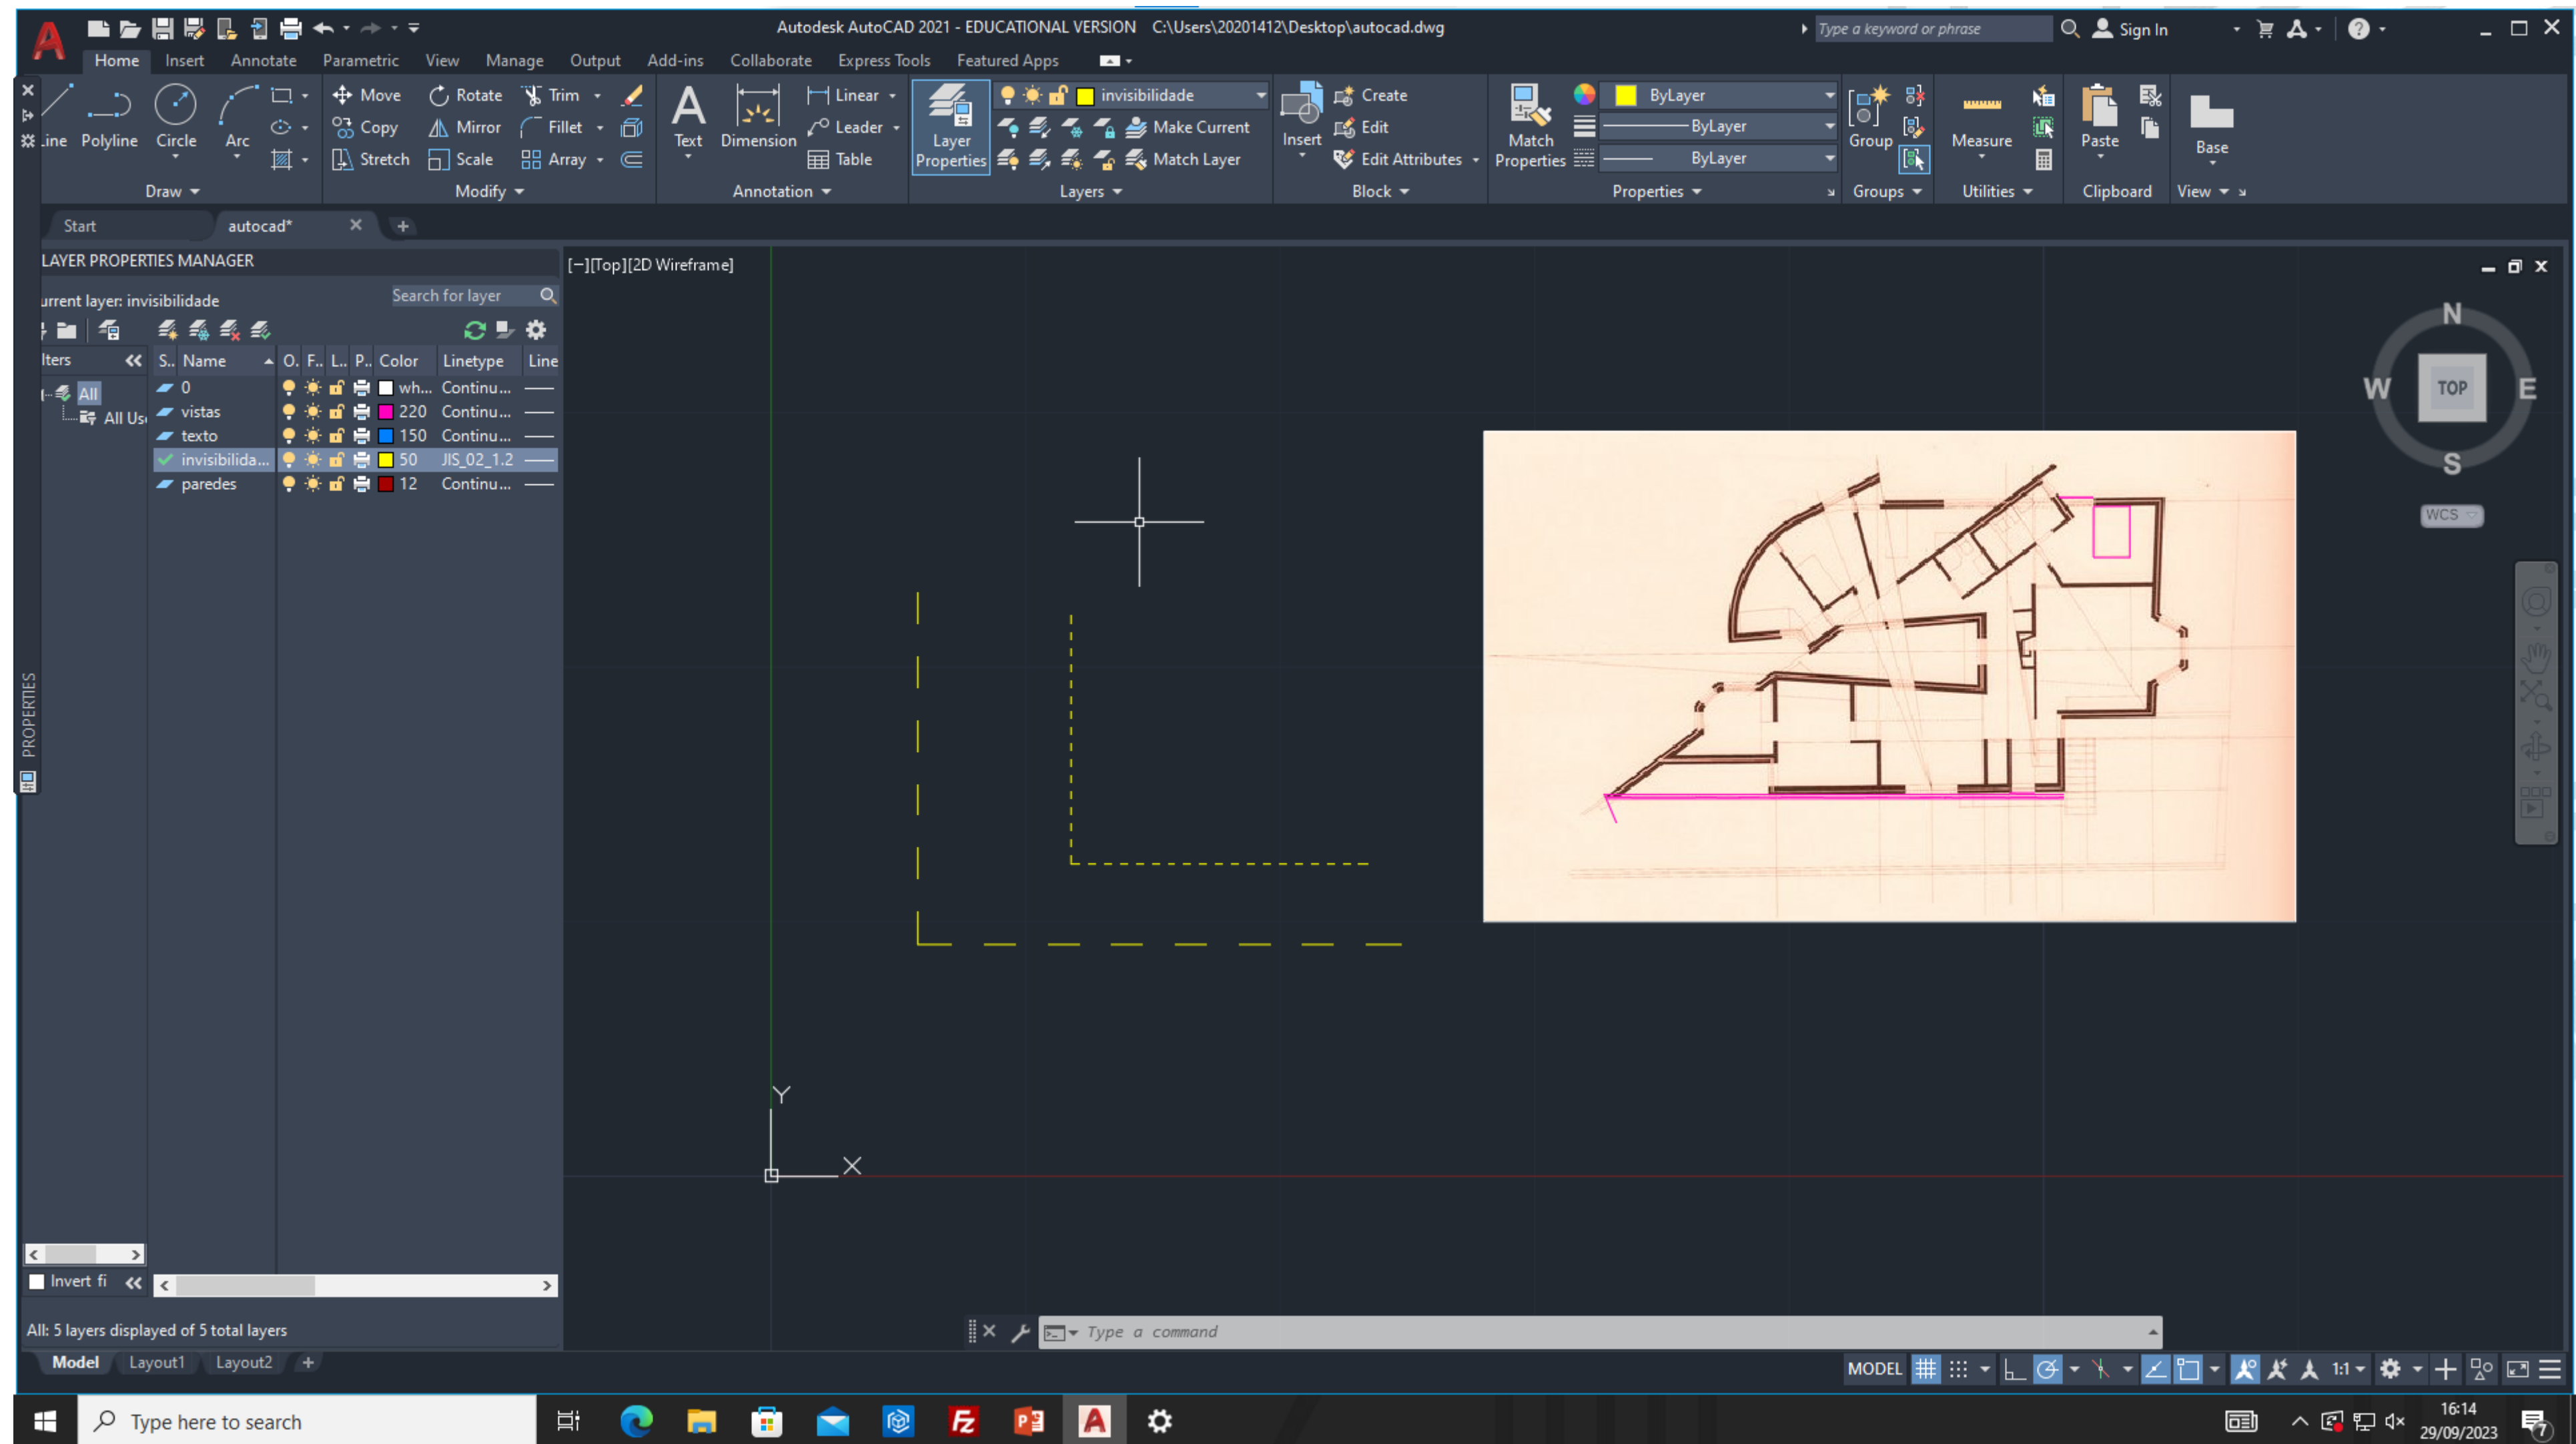 Autodesk AutoCAD 2021 - EDUCATIONAL VERSION C:\Users\20201412\Desktop\autocad.dwg
Type a keyword or phrase
Sign In
Home Insert Annotate Parametric View Manage Output Add-ins Collaborate Express Tools Featured Apps
Line Polyline Circle Arc
Move Rotate Trim
Copy Mirror Fillet
Stretch Scale Array
Text Dimension
Linear
Leader
Table
Layer Properties
invisibilidade
Make Current
Match Layer
Insert
Create
Edit
Edit Attributes
Match Properties
ByLayer
ByLayer
ByLayer
Group
Measure
Paste
Base
Draw Modify Annotation Layers Block Properties Groups Utilities Clipboard View
Start autocad*
LAYER PROPERTIES MANAGER
urrent layer: invisibilidade
Search for layer
lters
S.. Name O. F.. L.. P.. Color Linetype Line
All
All Us
0 wh... Continu...
vistas 220 Continu...
texto 150 Continu...
invisibilida... 50 JIS_02_1.2
paredes 12 Continu...
PROPERTIES
Invert fi
All: 5 layers displayed of 5 total layers
[−][Top][2D Wireframe]
N
W TOP E
S
WCS
Y
X
Type a command
Model Layout1 Layout2
MODEL
1:1
Type here to search
16:14
29/09/2023
7